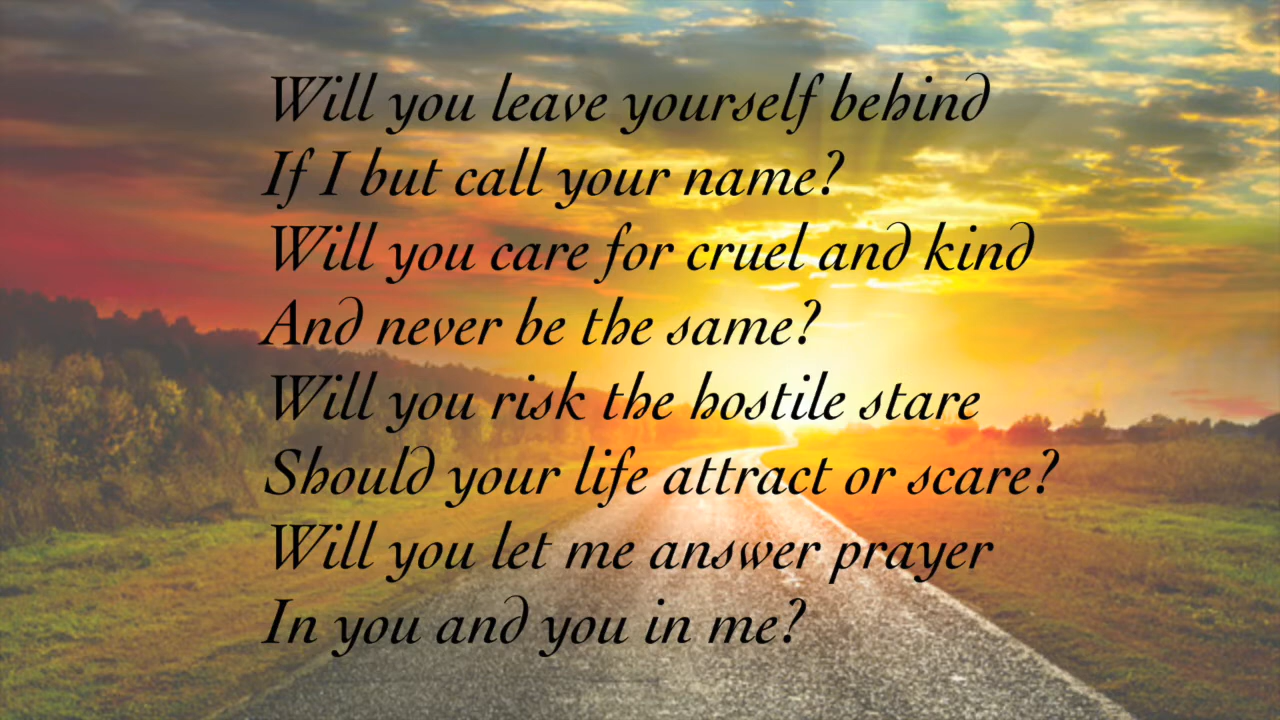 Will you leave yourself behind
If I but call your name?
Will you care for cruel and kind
And never be the same?
Will you risk the hostile stare
Should your life attract or scare?
Will you let me answer prayer
In you and you in me?